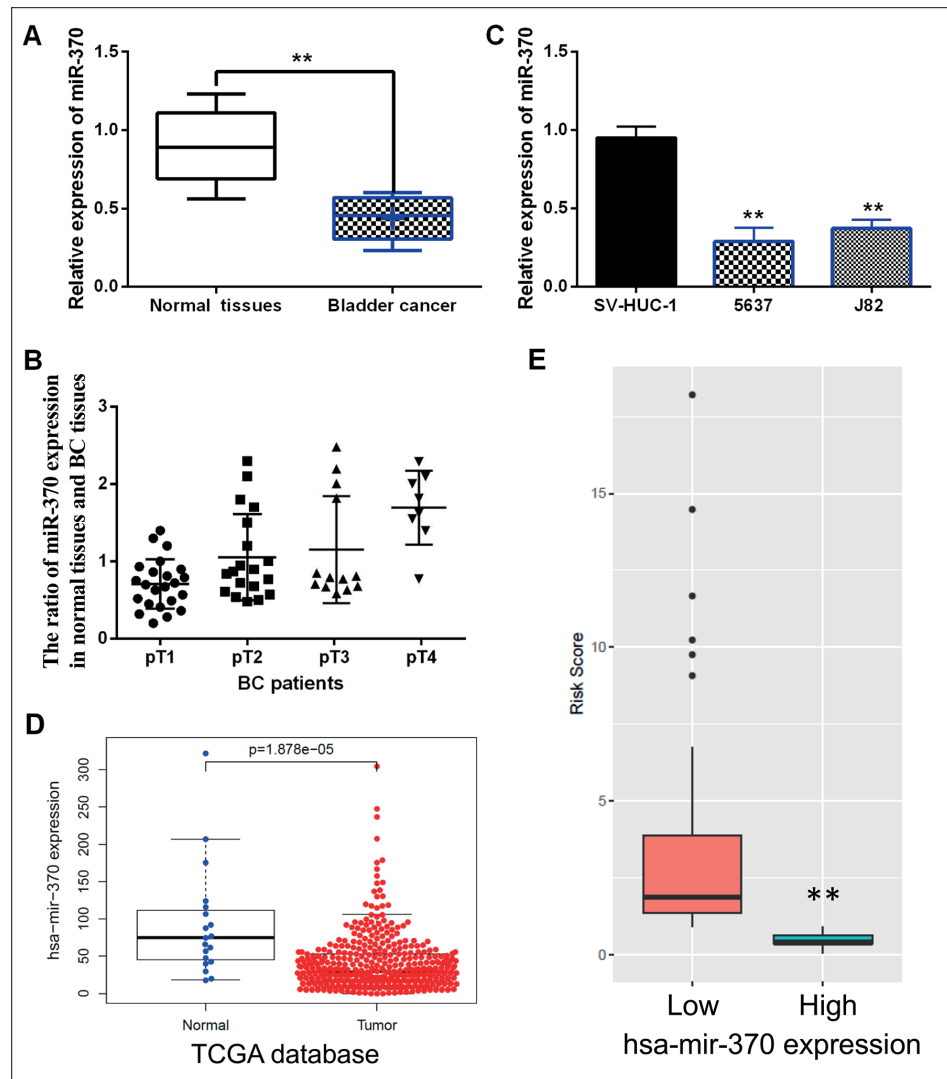 A
Relative expression of miR-370
1.5
1.0
0.5
0.0
**
Normal tissues
Bladder cancer
C
Relative expression of miR-370
1.5
1.0
0.5
0.0
**
**
SV-HUC-1
5637
J82
B
The ratio of miR-370 expression
in normal tissues and BC tissues
3
2
1
0
pT1
pT2
pT3
pT4
BC patients
D
hsa-mir-370 expression
300
250
200
150
100
50
0
p=1.878e-05
Normal
Tumor
TCGA database
E
Risk Score
15
10
5
0
**
Low
High
hsa-mir-370 expression